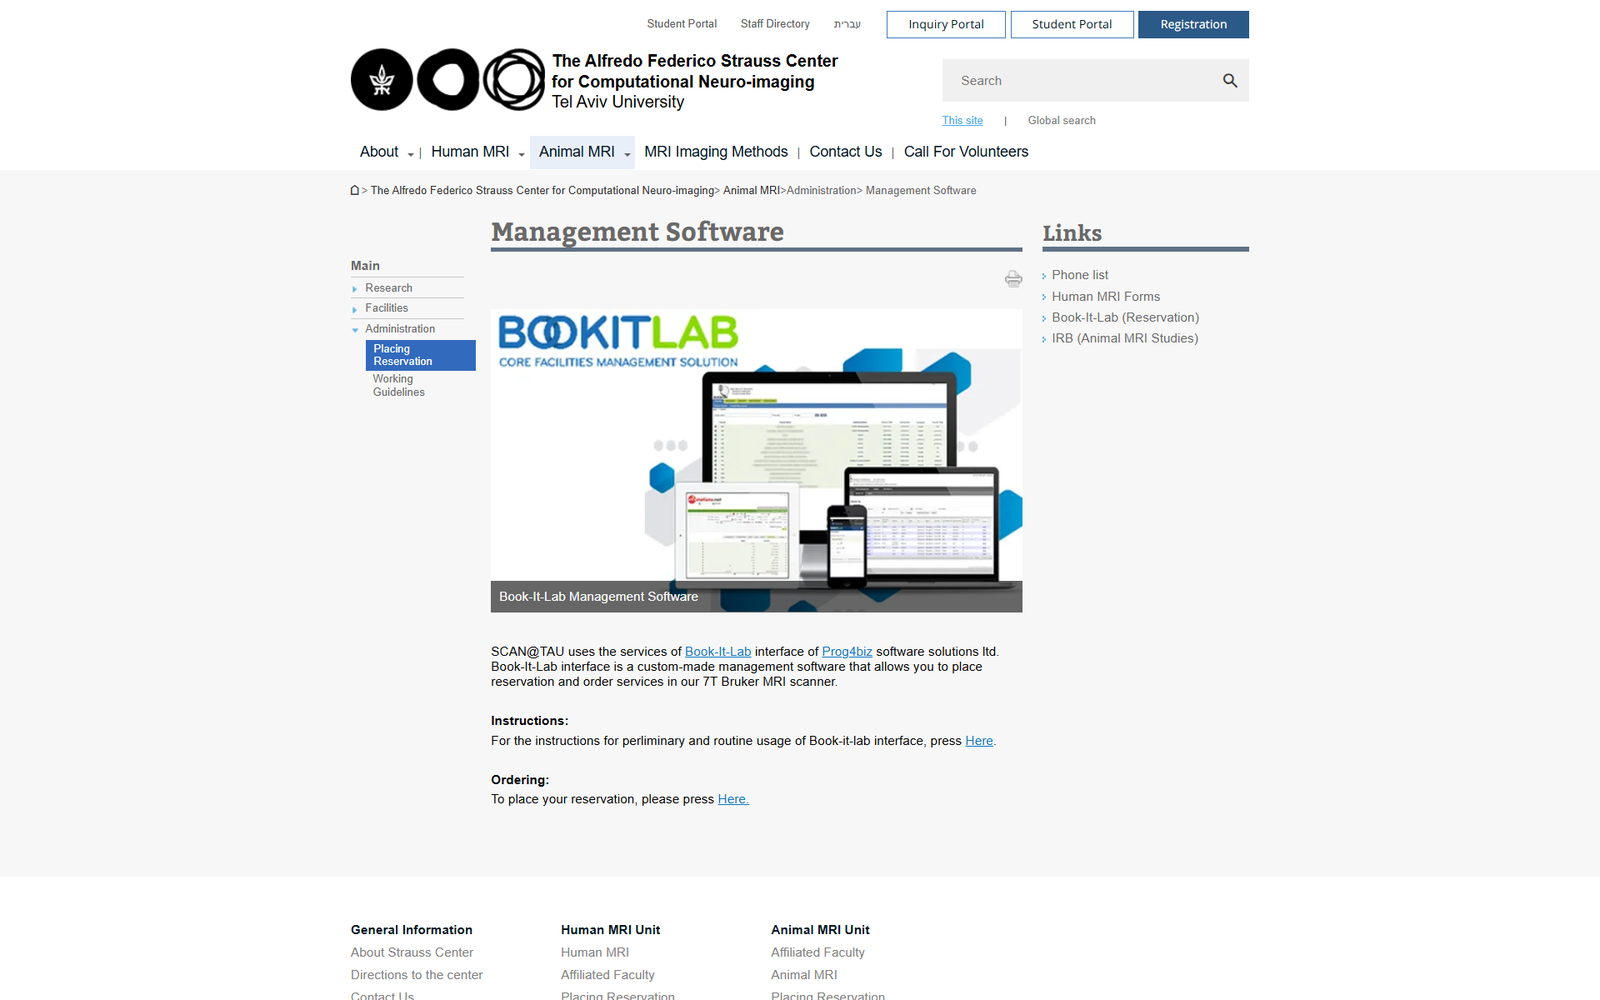 Student Portal
Staff Directory
עברית
Inquiry Portal
Student Portal
Registration
The Alfredo Federico Strauss Center
for Computational Neuro-imaging
Tel Aviv University
Search
This site | Global search
About | Human MRI Animal MRI MRI Imaging Methods | Contact Us | Call For Volunteers
> The Alfredo Federico Strauss Center for Computational Neuro-imaging> Animal MRI>Administration> Management Software
Main
Research
Facilities
Administration
Placing
Reservation
Working
Guidelines
Management Software
BOOKITLAB
CORE FACILITIES MANAGEMENT SOLUTION
Book-It-Lab Management Software
SCAN@TAU uses the services of Book-It-Lab interface of Prog4biz software solutions ltd.
Book-It-Lab interface is a custom-made management software that allows you to place
reservation and order services in our 7T Bruker MRI scanner.
Instructions:
For the instructions for perliminary and routine usage of Book-it-lab interface, press Here.
Ordering:
To place your reservation, please press Here.
Links
Phone list
Human MRI Forms
Book-It-Lab (Reservation)
IRB (Animal MRI Studies)
General Information
About Strauss Center
Directions to the center
Contact Us
Human MRI Unit
Human MRI
Affiliated Faculty
Placing Reservation
Animal MRI Unit
Affiliated Faculty
Animal MRI
Placing Reservation